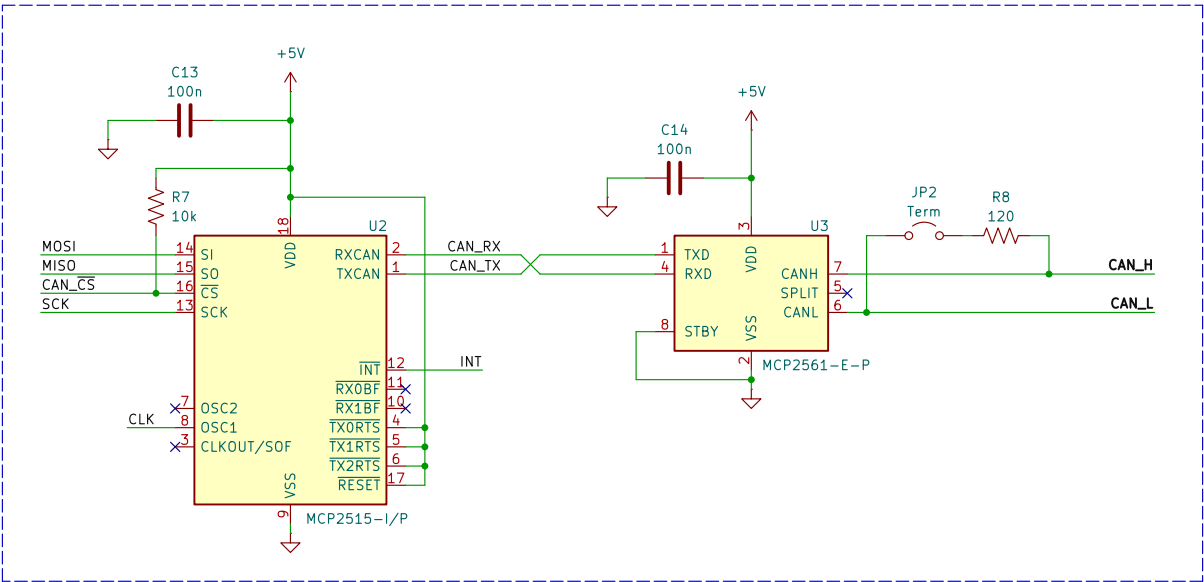 +5V
C13
100n
+5V
C14
100n
R7
10k
JP2
Term
R8
120
18
U2
3
U3
MOSI
14
SI
VDD
RXCAN
2
CAN_RX
1
TXD
VDD
MISO
15
SO
TXCAN
1
CAN_TX
4
RXD
CANH
7
CAN_H
CAN_CS
16
CS
SPLIT
5
SCK
13
SCK
CANL
6
CAN_L
8
STBY
VSS
INT
12
INT
2
MCP2561-E-P
RX0BF
11
7
OSC2
RX1BF
10
CLK
8
OSC1
TX0RTS
4
3
CLKOUT/SOF
TX1RTS
5
TX2RTS
6
VSS
RESET
17
9
MCP2515-I/P